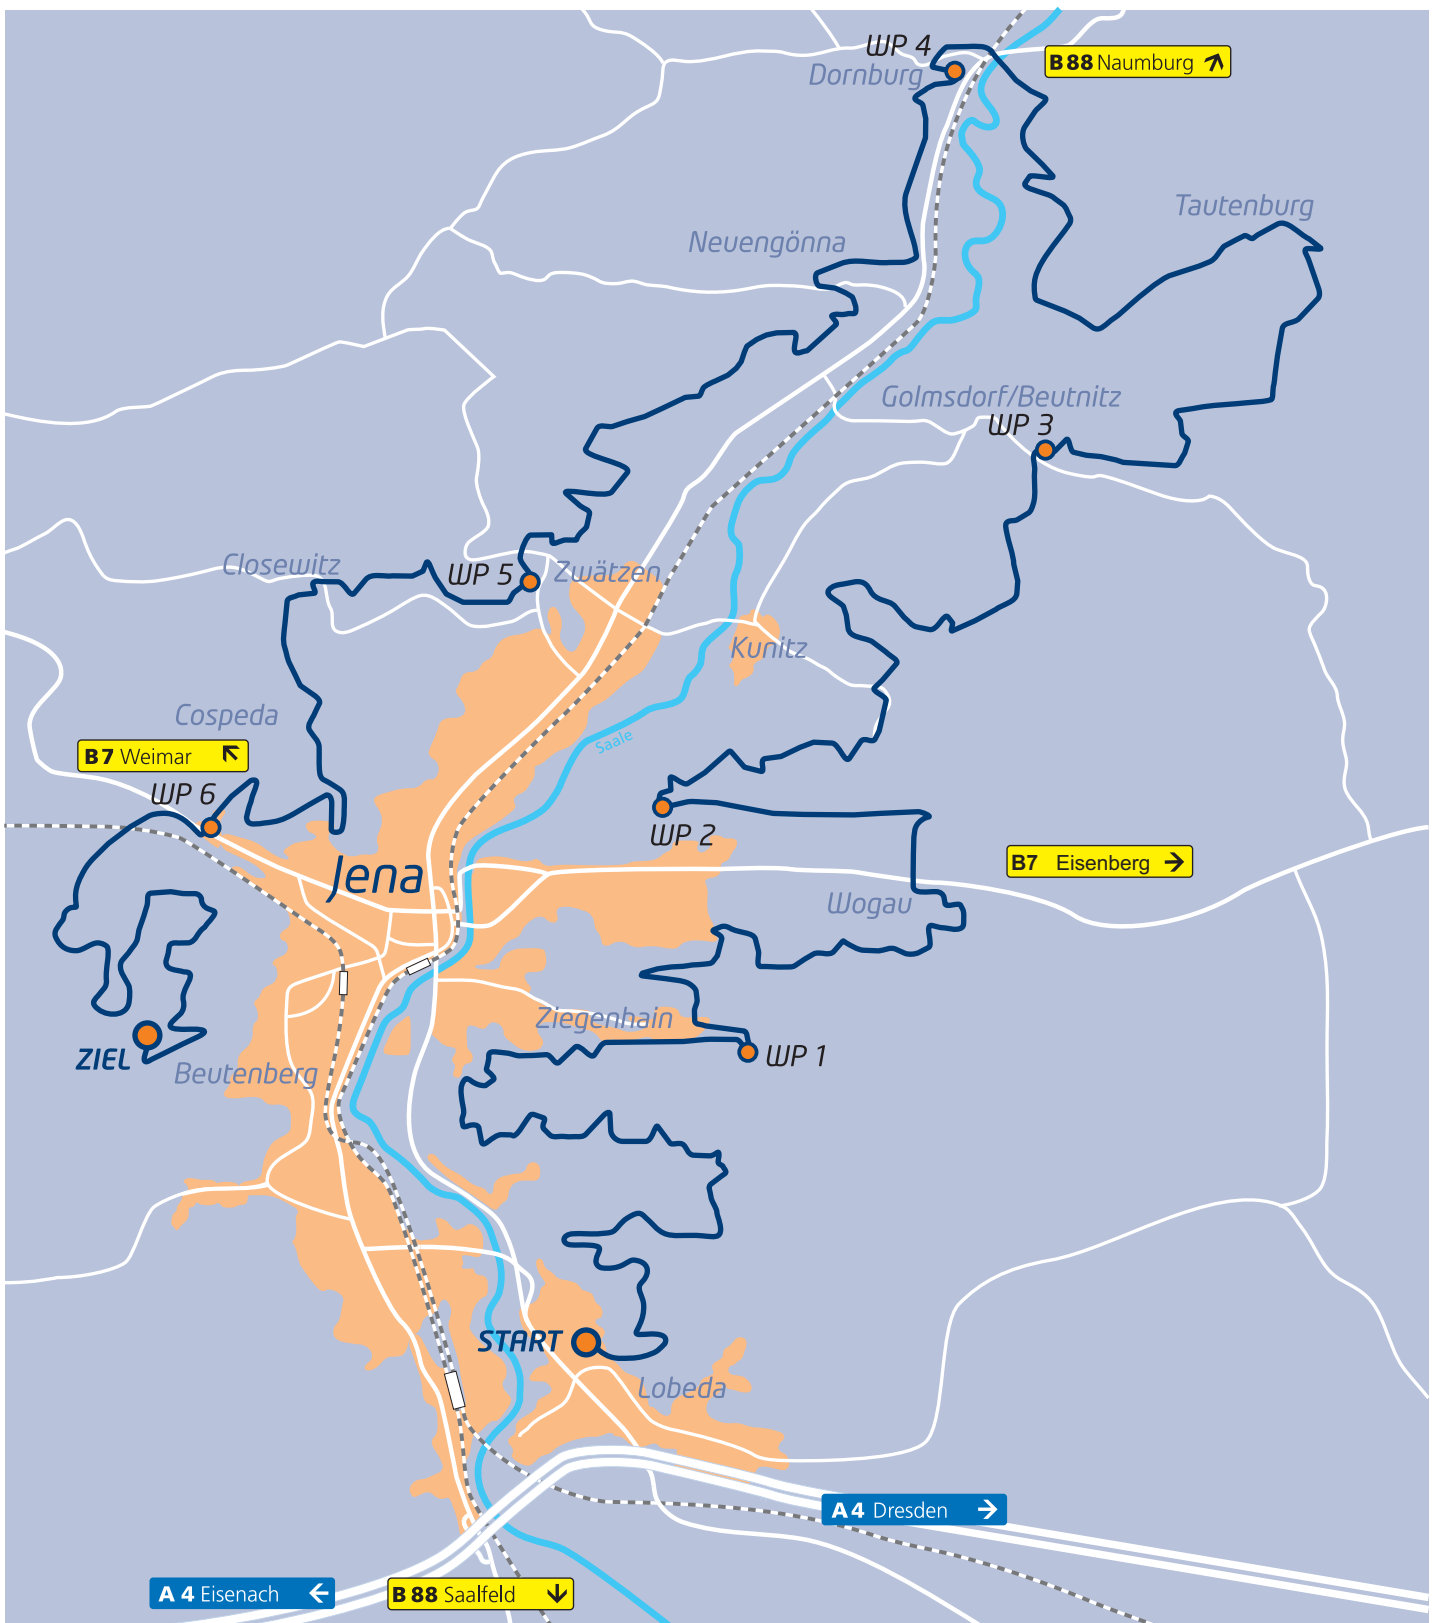 WP 4
Dornburg
B 88 Naumburg
Tautenburg
Neuengönna
Golmsdorf/Beutnitz
WP 3
Closewitz
WP 5
Zwätzen
Kunitz
Cospeda
Saale
B 7 Weimar
WP 6
WP 2
Jena
B7 Eisenberg
Wogau
Ziegenhain
ZIEL
WP 1
Beutenberg
START
Lobeda
A 4 Dresden
A 4 Eisenach
B 88 Saalfeld